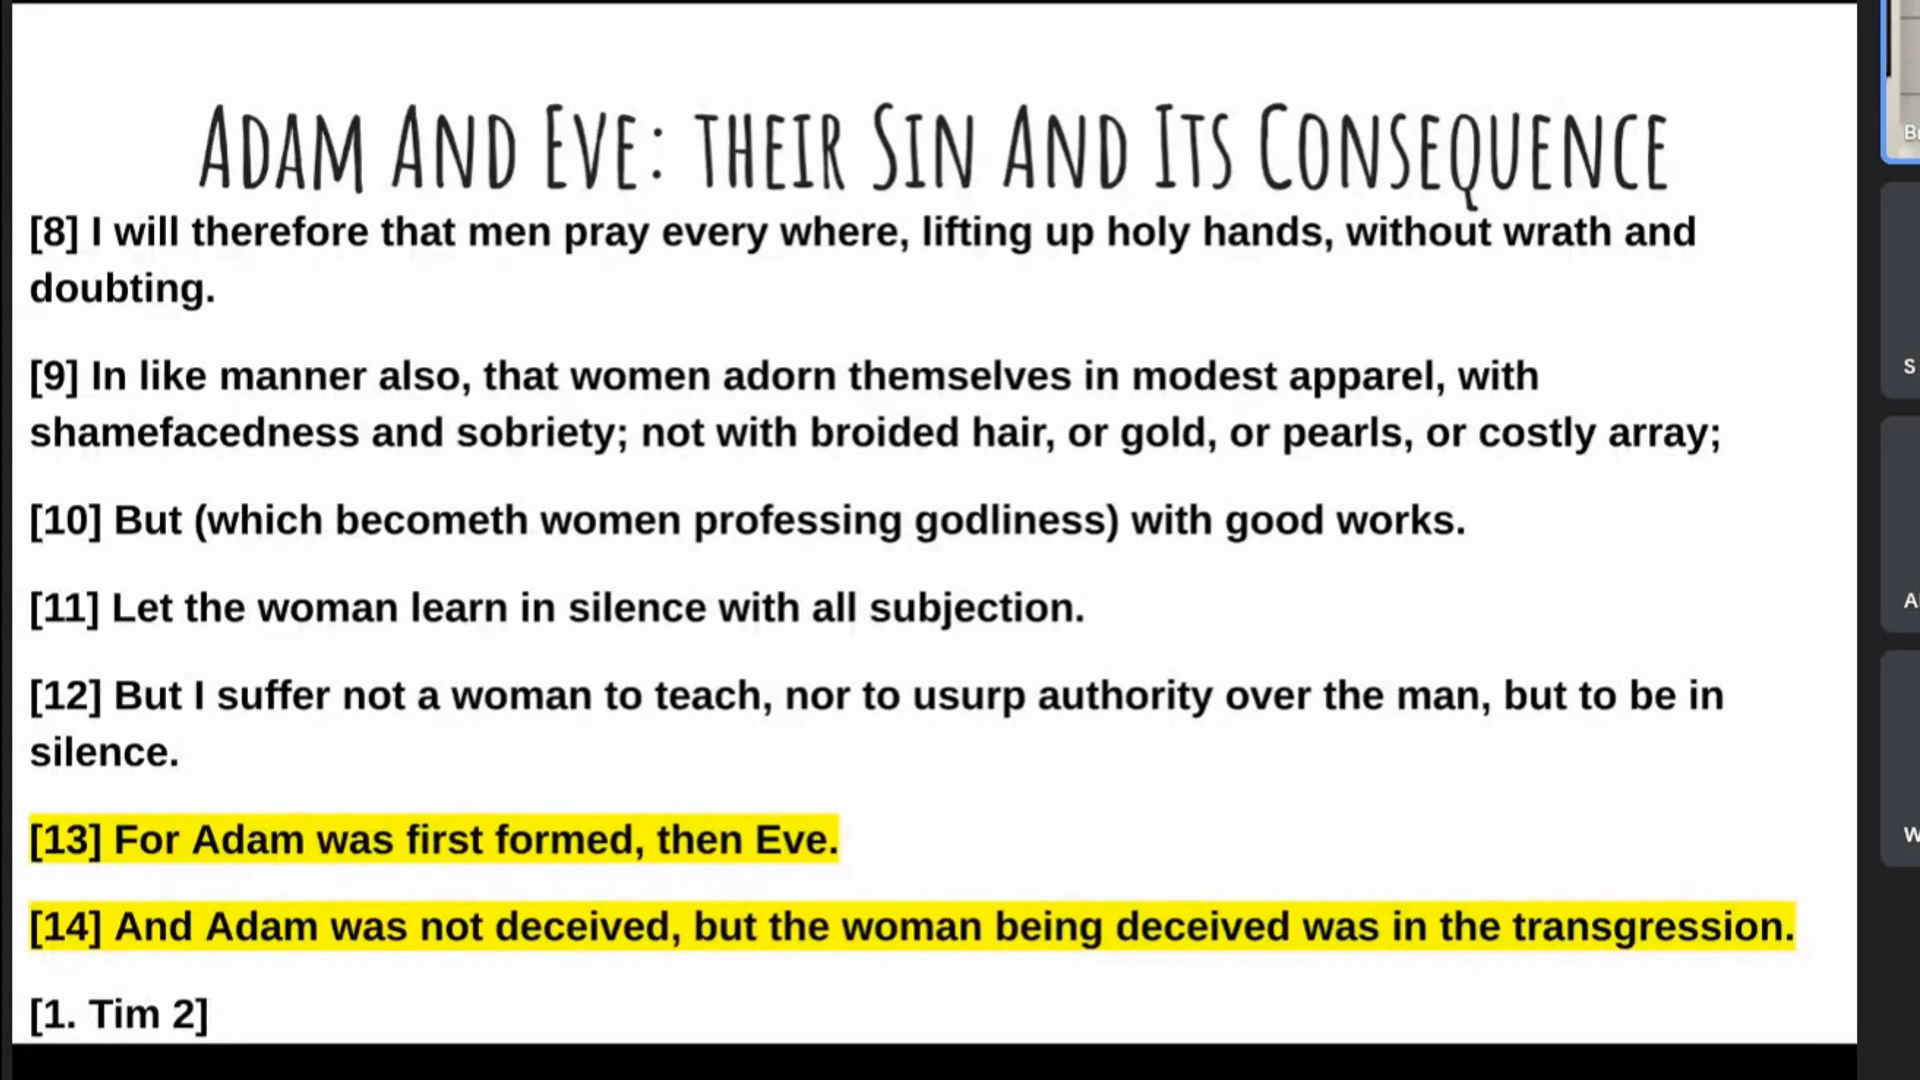 ADAM AND EVE: THEIR SIN AND ITS CONSEQUENCE
[8] I will therefore that men pray every where, lifting up holy hands, without wrath and
doubting.
[9] In like manner also, that women adorn themselves in modest apparel, with
shamefacedness and sobriety; not with broided hair, or gold, or pearls, or costly array;
[10] But (which becometh women professing godliness) with good works.
[11] Let the woman learn in silence with all subjection.
[12] But I suffer not a woman to teach, nor to usurp authority over the man, but to be in
silence.
[13] For Adam was first formed, then Eve.
[14] And Adam was not deceived, but the woman being deceived was in the transgression.
[1. Tim 2]
S